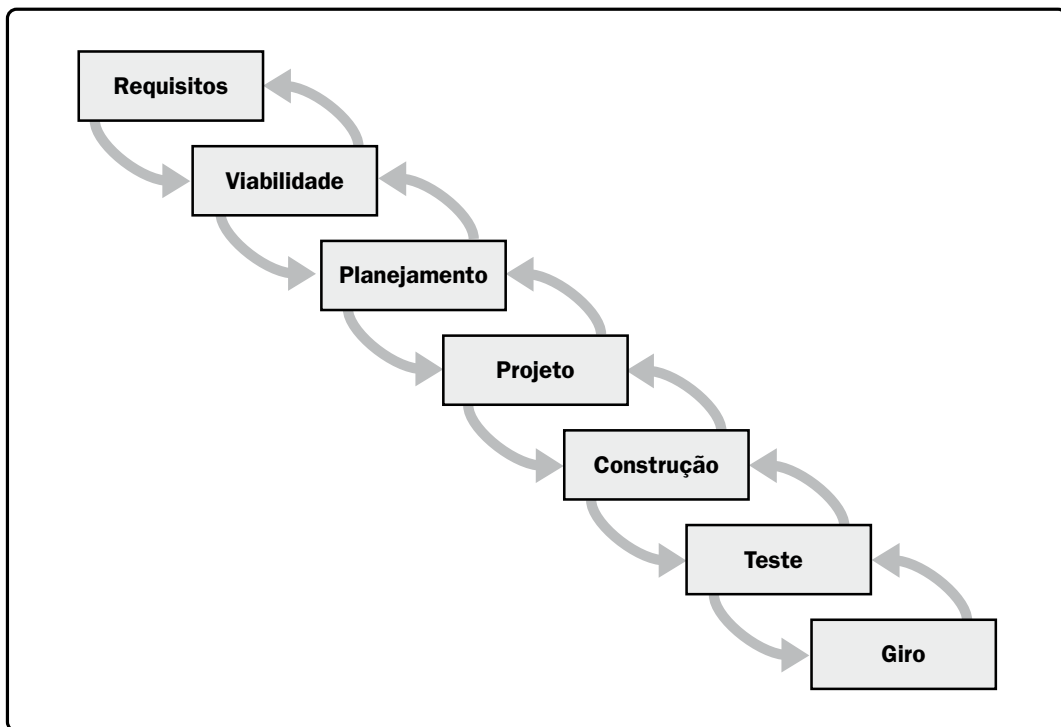 Requisitos
Viabilidade
Planejamento
Projeto
Construção
Teste
Giro